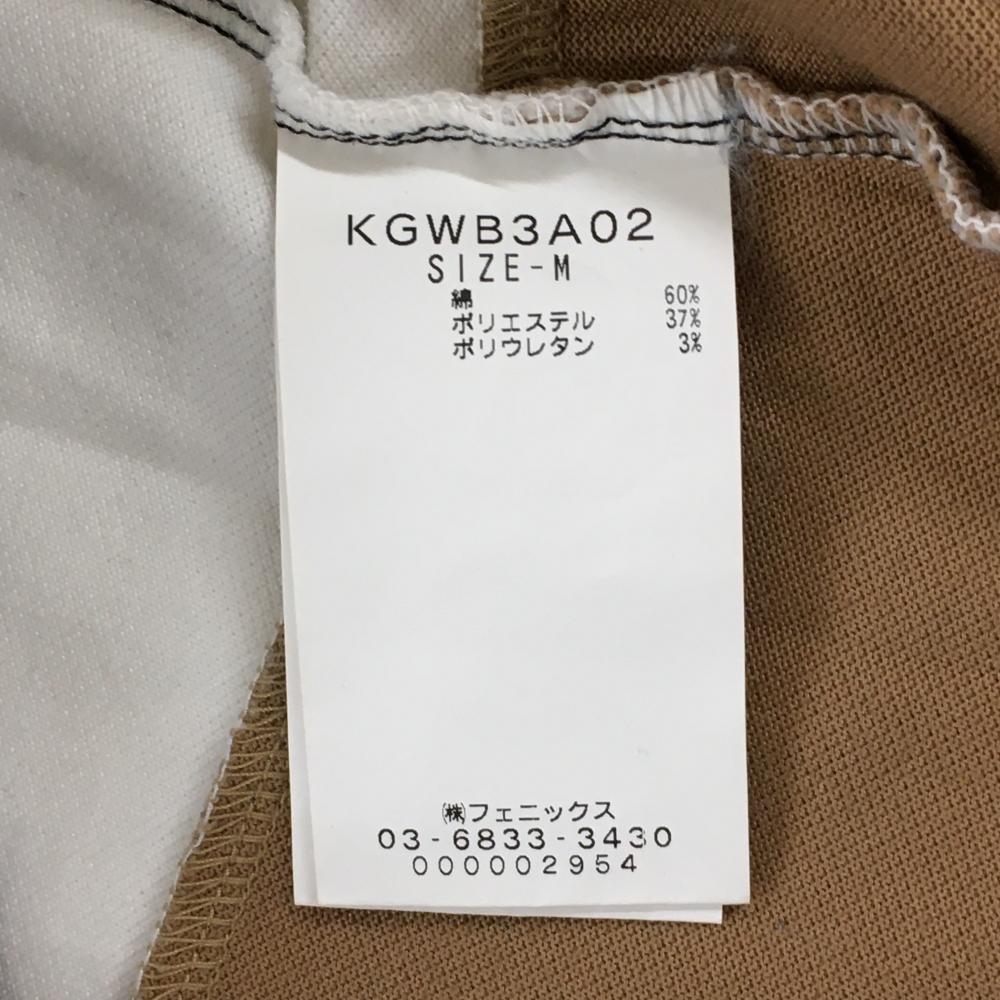 KGWB3A02
SIZE-M
綿 60%
ポリエステル 37%
ポリウレタン 3%
㈱フェニックス
03-6833-3430
000002954